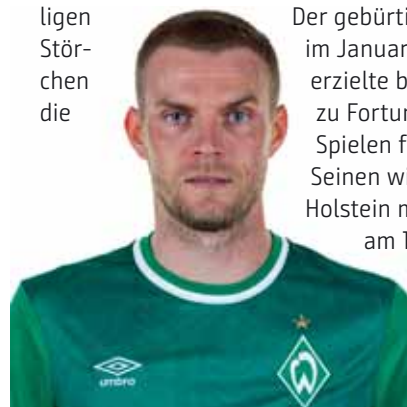 ligen
Stör-
chen
die
Der gebürti
im Januar
erzielte b
zu Fortun
Spielen f
Seinen wi
Holstein n
am 1
umbro
W